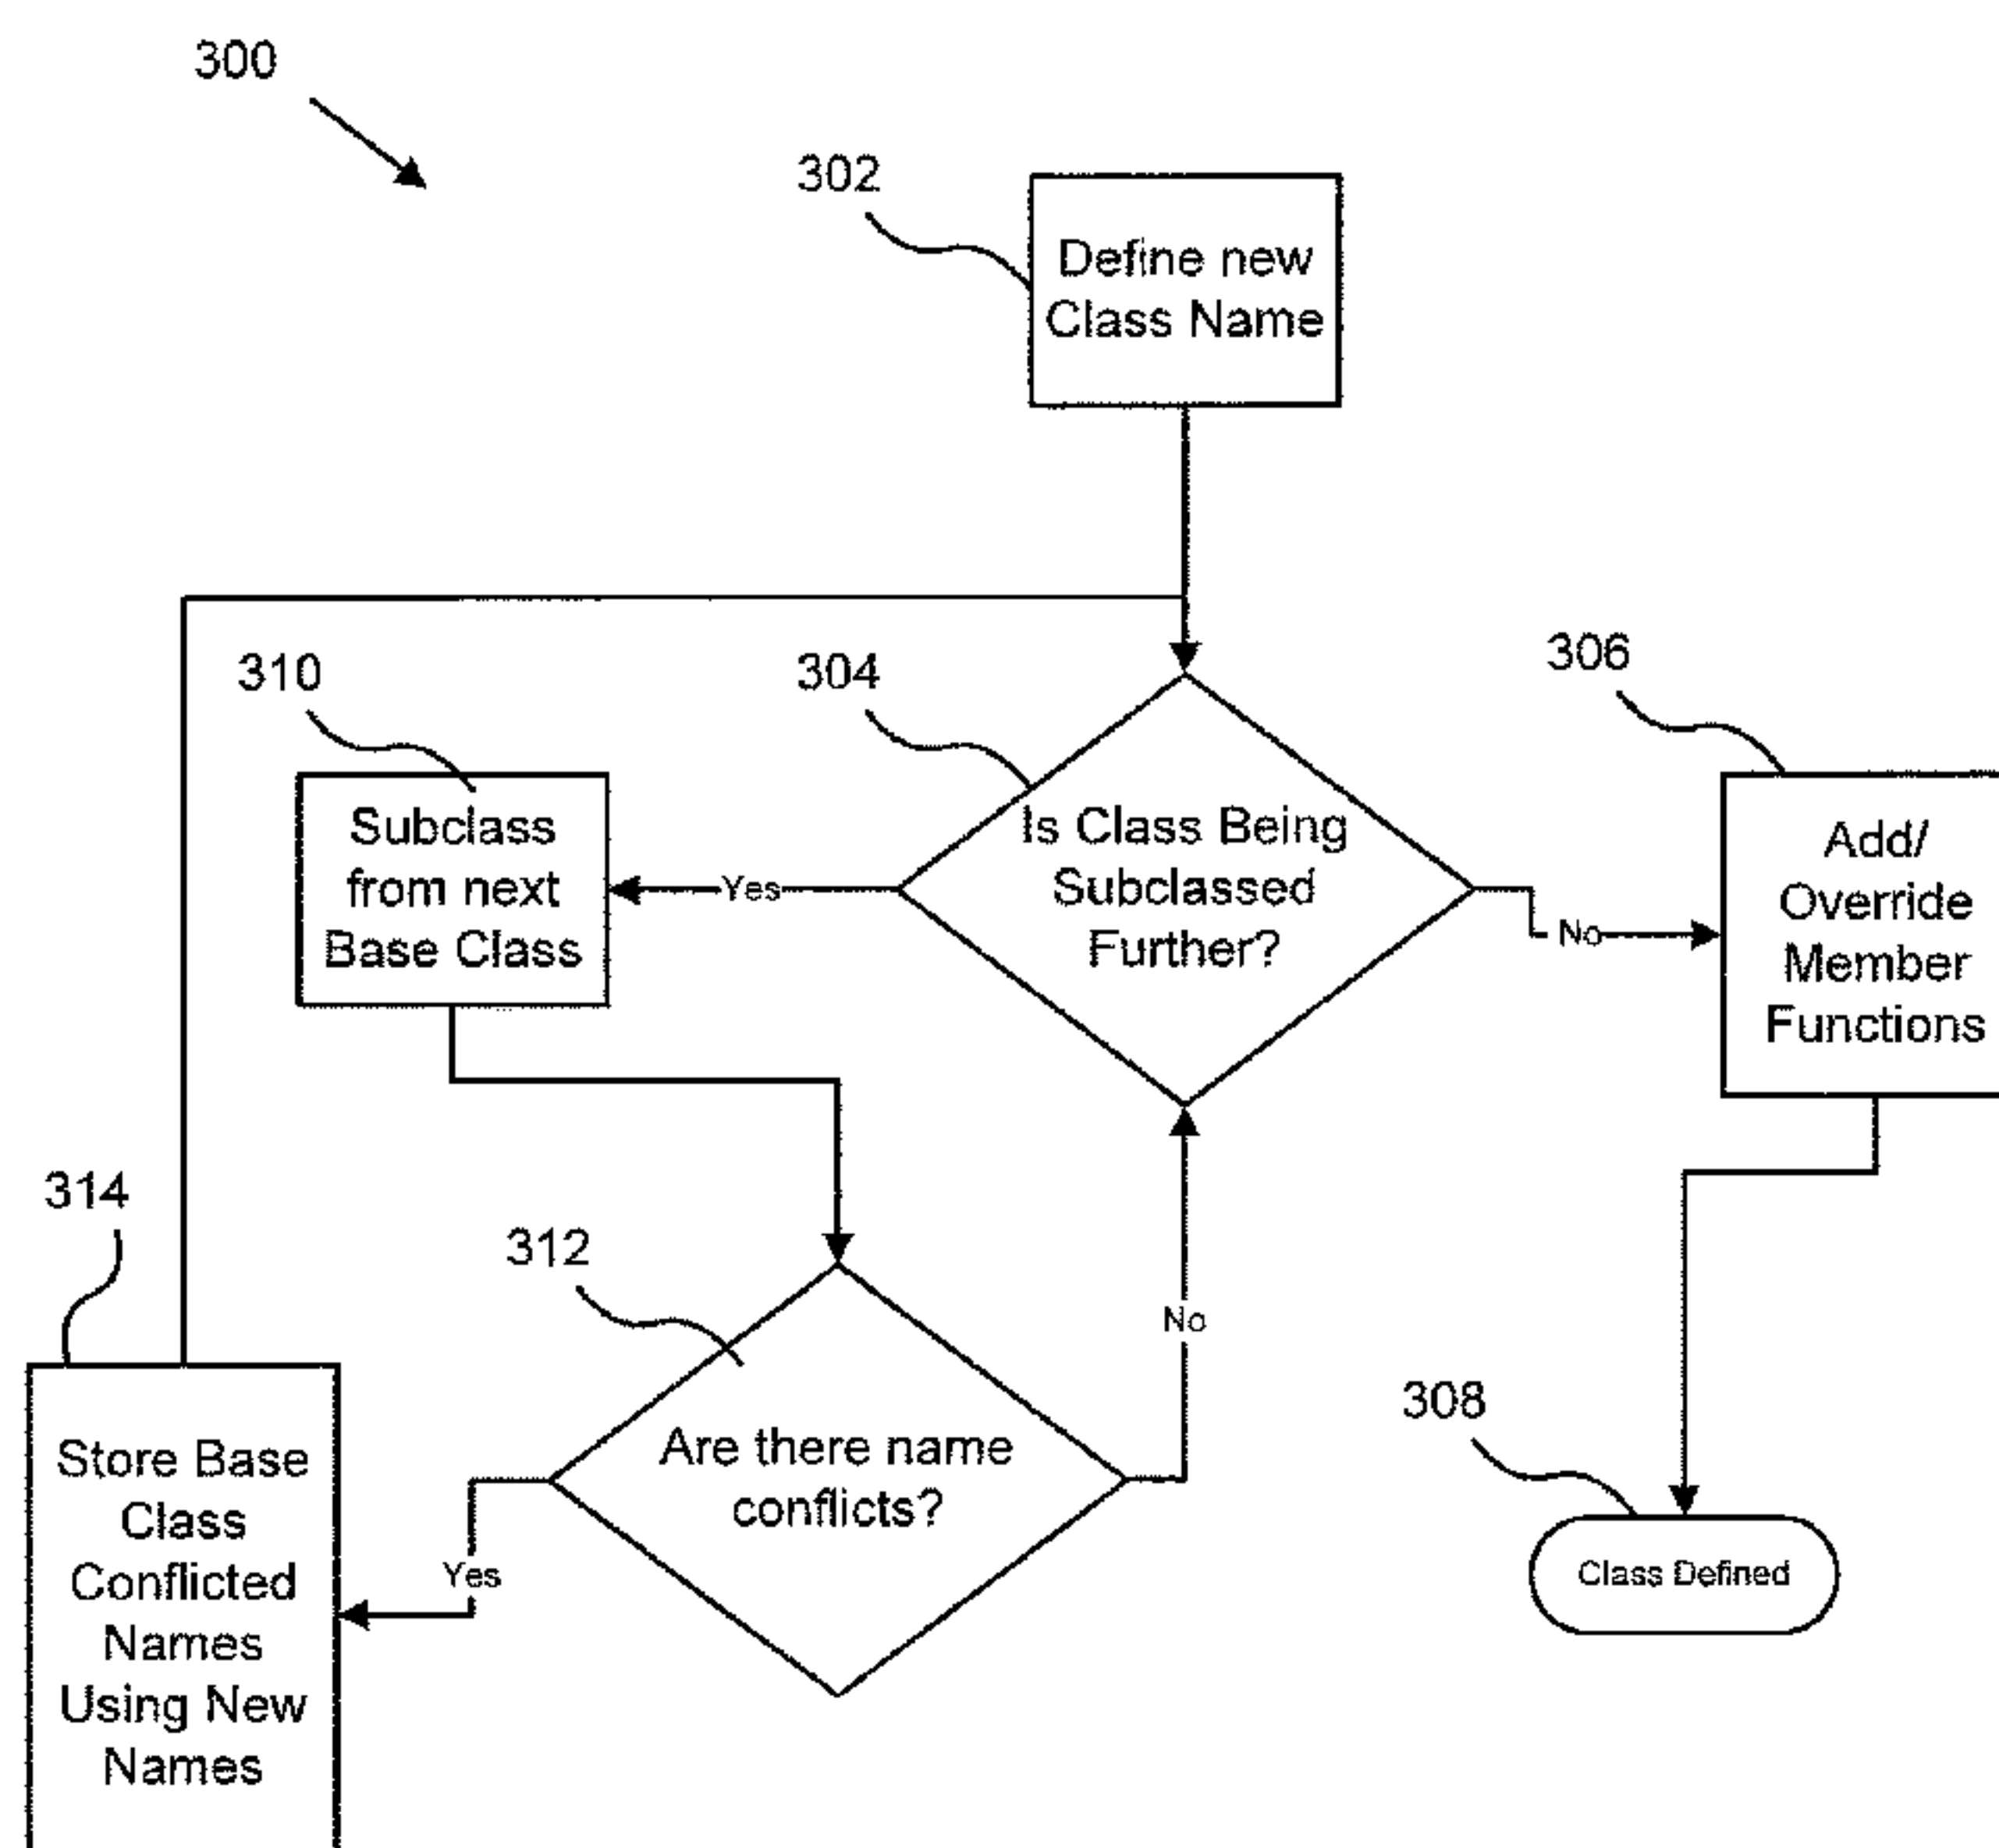 300
302
Define new
Class Name
310
304
306
Subclass
from next
Base Class
Yes
Is Class Being
Subclassed
Further?
No
Add/
Override
Member
Functions
314
312
No
308
Store Base
Class
Conflicted
Names
Using New
Names
Yes
Are there name
conflicts?
Class Defined